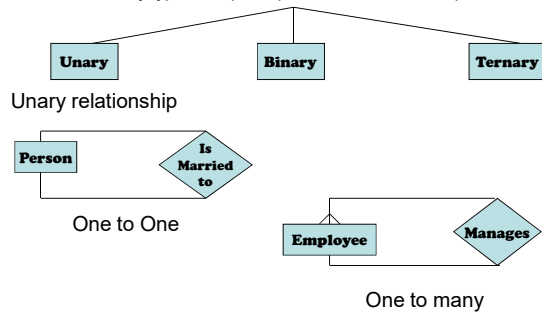 Unary
Binary
Ternary
Unary relationship
Person
Is
Married
to
One to One
Employee
Manages
One to many